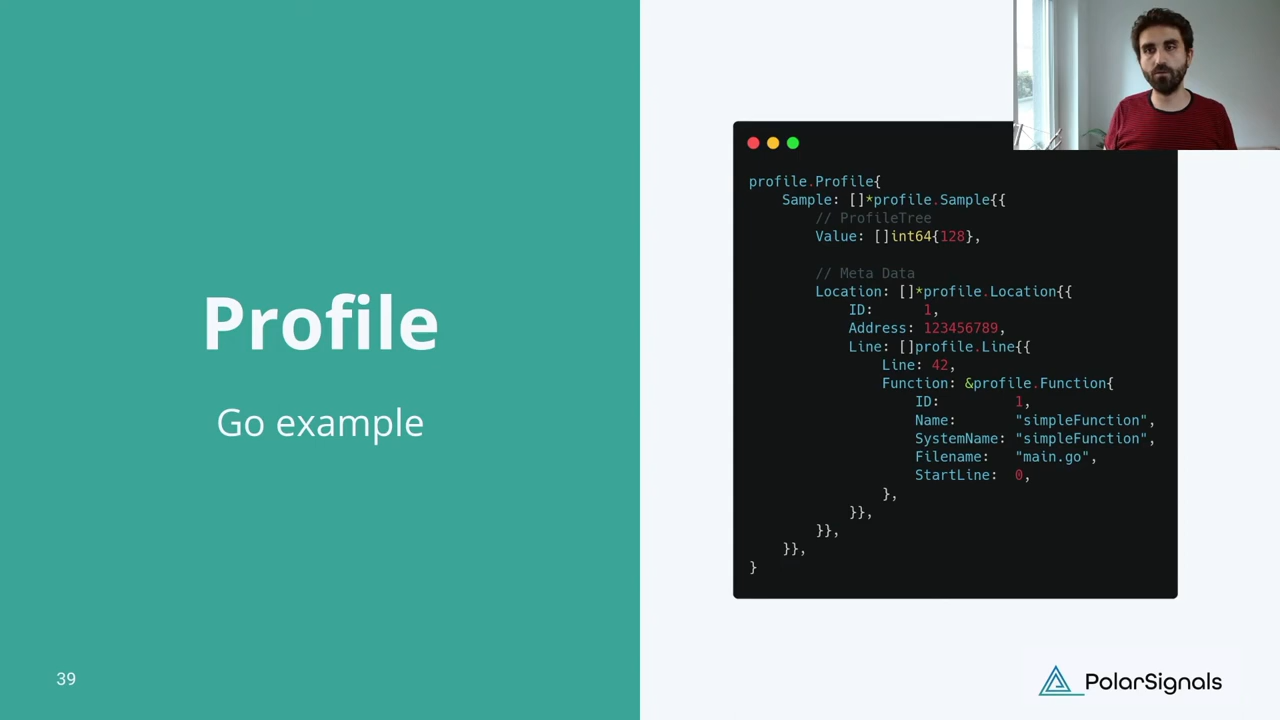 Profile
Go example
39
profile.Profile{
    Sample: []*profile.Sample{{
        // ProfileTree
        Value: []int64{128},

        // Meta Data
        Location: []*profile.Location{{
            ID:      1,
            Address: 123456789,
            Line: []profile.Line{{
                Line: 42,
                Function: &profile.Function{
                    ID:         1,
                    Name:       "simpleFunction",
                    SystemName: "simpleFunction",
                    Filename:   "main.go",
                    StartLine:  0,
                },
            }},
        }},
    }},
}
PolarSignals